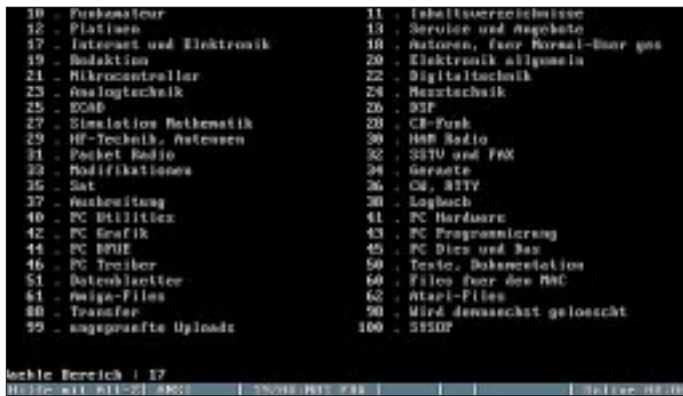 10 . Funkamateur 11 . Inhaltsverzeichnisse
12 . Platinen 13 . Service und Angebote
17 . Internet und Elektronik 18 . Autoren, fuer Normal-User ges
19 . Redaktion 20 . Elektronik allgemein
21 . Mikrocontroller 22 . Digitaltechnik
23 . Analogtechnik 24 . Messtechnik
25 . ECAD 26 . DSP
27 . Simulation Mathematik 28 . CB-Funk
29 . HF-Technik, Antennen 30 . HAM Radio
31 . Packet Radio 32 . SSTV und FAX
33 . Modifikationen 34 . Geraete
35 . Sat 36 . CW, RTTY
37 . Ausbreitung 38 . Logbuch
40 . PC Utilities 41 . PC Hardware
42 . PC Grafik 43 . PC Programmierung
44 . PC DFUE 45 . PC Dies und Das
46 . PC Treiber 50 . Texte, Dokumentation
51 . Datenblaetter 60 . Files fuer den MAC
61 . Amiga-Files 62 . Atari-Files
80 . Transfer 90 . Wird demnaechst geloescht
99 . ungepruefte Uploads 100 . SYSOP
Waehle Bereich : 17
Hilfe mit Alt-Z ANSI Online